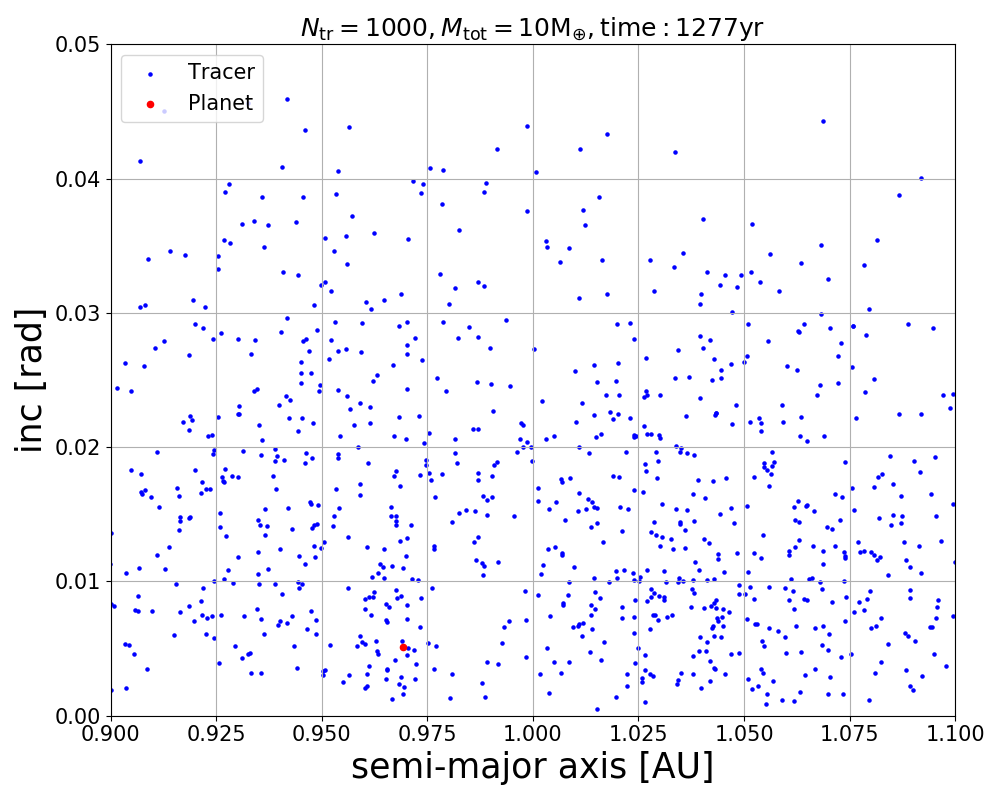 N_tr = 1000, M_tot = 10M_⊕, time : 1277yr
0.05
Tracer
Planet
0.04
0.03
inc [rad]
0.02
0.01
0.00
0.900 0.925 0.950 0.975 1.000 1.025 1.050 1.075 1.100
semi-major axis [AU]